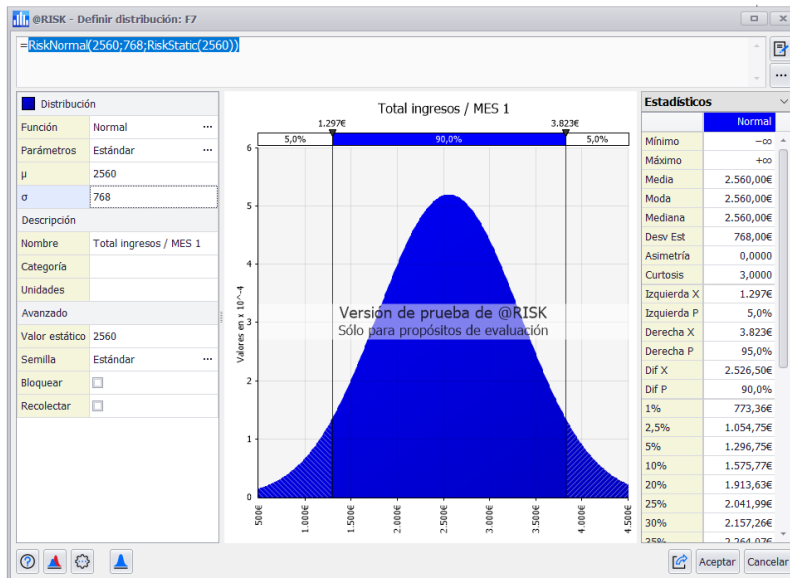 @RISK - Definir distribución: F7
=RiskNormal(2560;768;RiskStatic(2560))
Distribución
Función Normal ...
Parámetros Estándar ...
μ 2560
σ 768
Descripción
Nombre Total ingresos / MES 1
Categoría
Unidades
Avanzado
Valor estático 2560
Semilla Estándar ...
Bloquear
Recolectar
Total ingresos / MES 1
1.297€ 3.823€
5,0% 90,0% 5,0%
Valores en x 10^-4
6
5
4
3
2
1
0
Versión de prueba de @RISK
Sólo para propósitos de evaluación
500€ 1.000€ 1.500€ 2.000€ 2.500€ 3.000€ 3.500€ 4.000€ 4.500€
Estadísticos
Normal
Mínimo -∞
Máximo +∞
Media 2.560,00€
Moda 2.560,00€
Mediana 2.560,00€
Desv Est 768,00€
Asimetría 0,0000
Curtosis 3,0000
Izquierda X 1.297€
Izquierda P 5,0%
Derecha X 3.823€
Derecha P 95,0%
Dif X 2.526,50€
Dif P 90,0%
1% 773,36€
2,5% 1.054,75€
5% 1.296,75€
10% 1.575,77€
20% 1.913,63€
25% 2.041,99€
30% 2.157,26€
35% 2.264,07€
Aceptar Cancelar